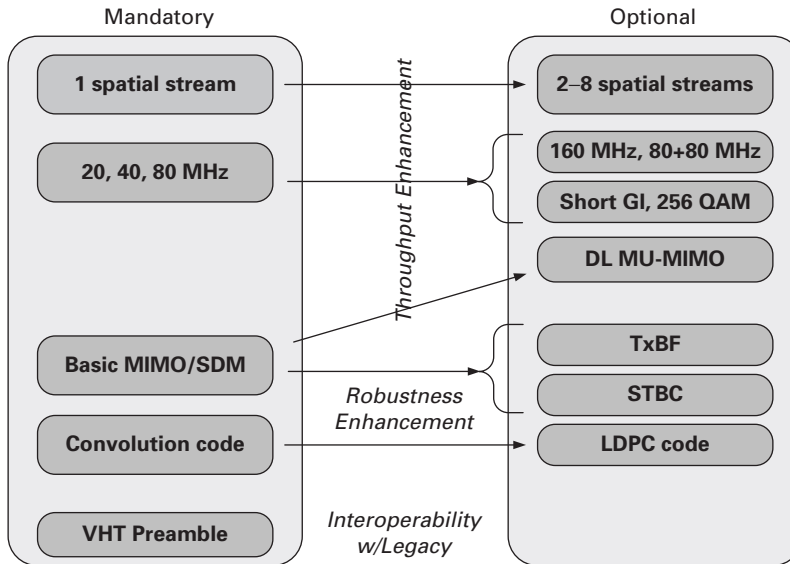 Mandatory
Optional
1 spatial stream
2–8 spatial streams
20, 40, 80 MHz
160 MHz, 80+80 MHz
Short GI, 256 QAM
Throughput Enhancement
DL MU-MIMO
Basic MIMO/SDM
TxBF
STBC
Robustness
Enhancement
Convolution code
LDPC code
VHT Preamble
Interoperability
w/Legacy